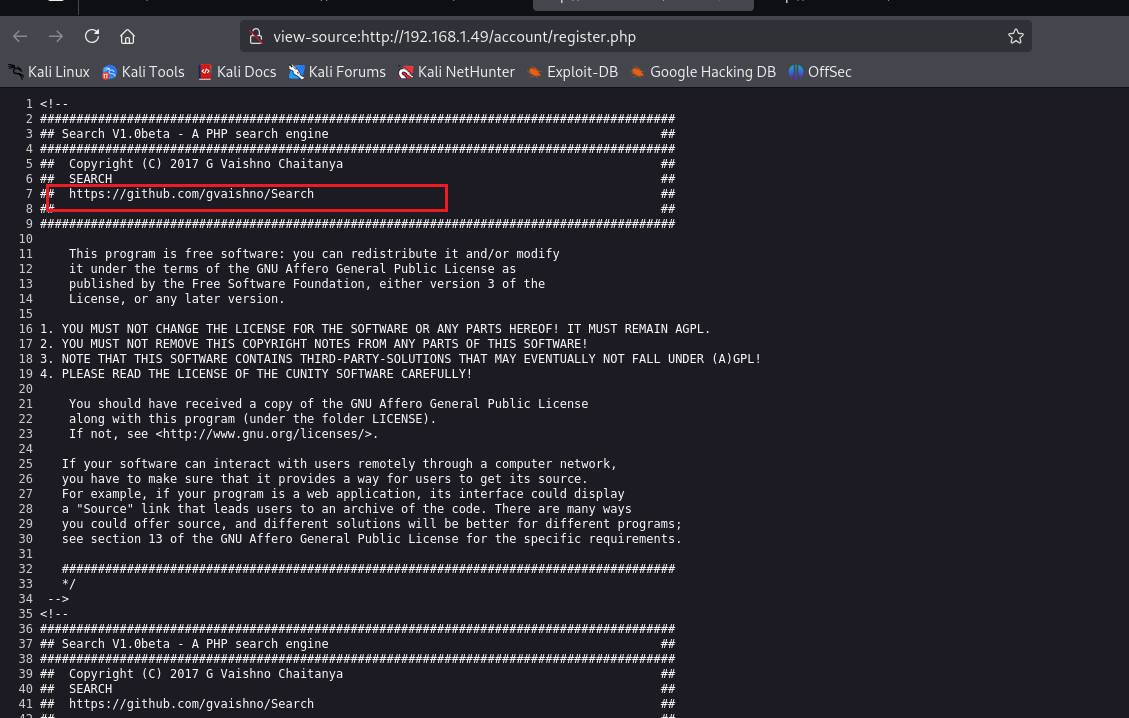 view-source:http://192.168.1.49/account/register.php
Kali Linux Kali Tools Kali Docs Kali Forums Kali NetHunter Exploit-DB Google Hacking DB OffSec
1 <!--
2 ########################################################################################
3 ## Search V1.0beta - A PHP search engine ##
4 ########################################################################################
5 ## Copyright (C) 2017 G Vaishno Chaitanya ##
6 ## SEARCH ##
7 ## https://github.com/gvaishno/Search ##
8 ## ##
9 ########################################################################################
10
11 This program is free software: you can redistribute it and/or modify
12 it under the terms of the GNU Affero General Public License as
13 published by the Free Software Foundation, either version 3 of the
14 License, or any later version.
15
16 1. YOU MUST NOT CHANGE THE LICENSE FOR THE SOFTWARE OR ANY PARTS HEREOF! IT MUST REMAIN AGPL.
17 2. YOU MUST NOT REMOVE THIS COPYRIGHT NOTES FROM ANY PARTS OF THIS SOFTWARE!
18 3. NOTE THAT THIS SOFTWARE CONTAINS THIRD-PARTY-SOLUTIONS THAT MAY EVENTUALLY NOT FALL UNDER (A)GPL!
19 4. PLEASE READ THE LICENSE OF THE CUNITY SOFTWARE CAREFULLY!
20
21 You should have received a copy of the GNU Affero General Public License
22 along with this program (under the folder LICENSE).
23 If not, see <http://www.gnu.org/licenses/>.
24
25 If your software can interact with users remotely through a computer network,
26 you have to make sure that it provides a way for users to get its source.
27 For example, if your program is a web application, its interface could display
28 a "Source" link that leads users to an archive of the code. There are many ways
29 you could offer source, and different solutions will be better for different programs;
30 see section 13 of the GNU Affero General Public License for the specific requirements.
31
32 #####################################################################################
33 */
34 -->
35 <!--
36 ########################################################################################
37 ## Search V1.0beta - A PHP search engine ##
38 ########################################################################################
39 ## Copyright (C) 2017 G Vaishno Chaitanya ##
40 ## SEARCH ##
41 ## https://github.com/gvaishno/Search ##